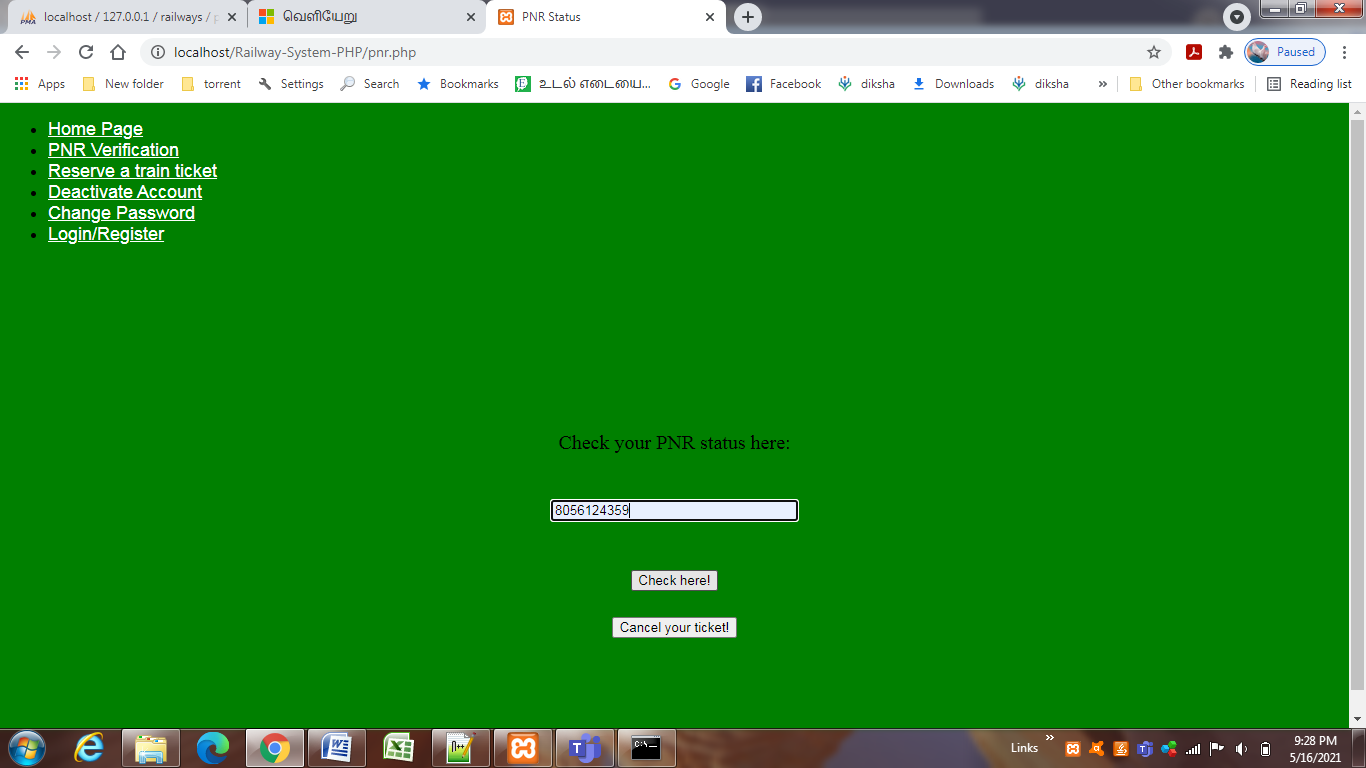 localhost / 127.0.0.1 / railways / p
வெளியேறு
PNR Status
localhost/Railway-System-PHP/pnr.php
Paused
Apps
New folder
torrent
Settings
Search
Bookmarks
உடல் எடையை...
Google
Facebook
diksha
Downloads
diksha
»
Other bookmarks
Reading list
Home Page
PNR Verification
Reserve a train ticket
Deactivate Account
Change Password
Login/Register
Check your PNR status here:
8056124359
Check here!
Cancel your ticket!
Links
9:28 PM
5/16/2021